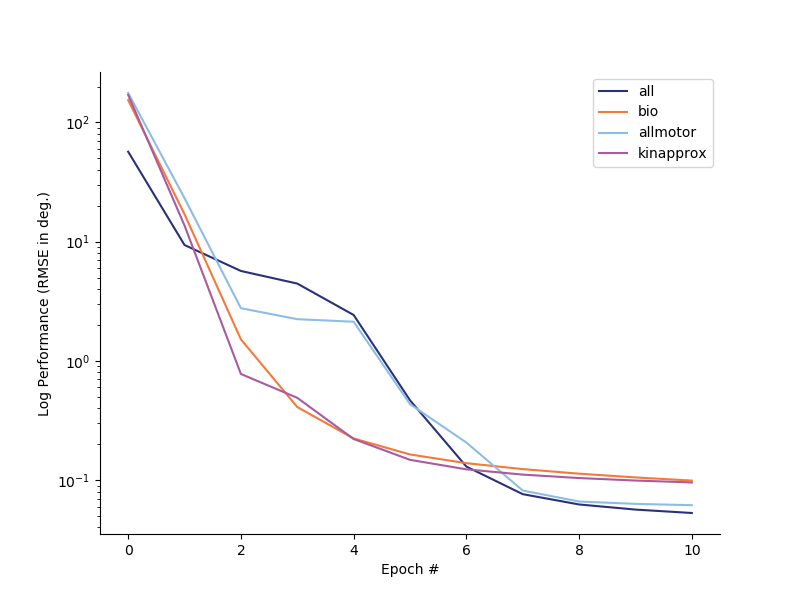 all
bio
allmotor
kinapprox
10²
10¹
10⁰
10⁻¹
Log Performance (RMSE in deg.)
0 2 4 6 8 10
Epoch #